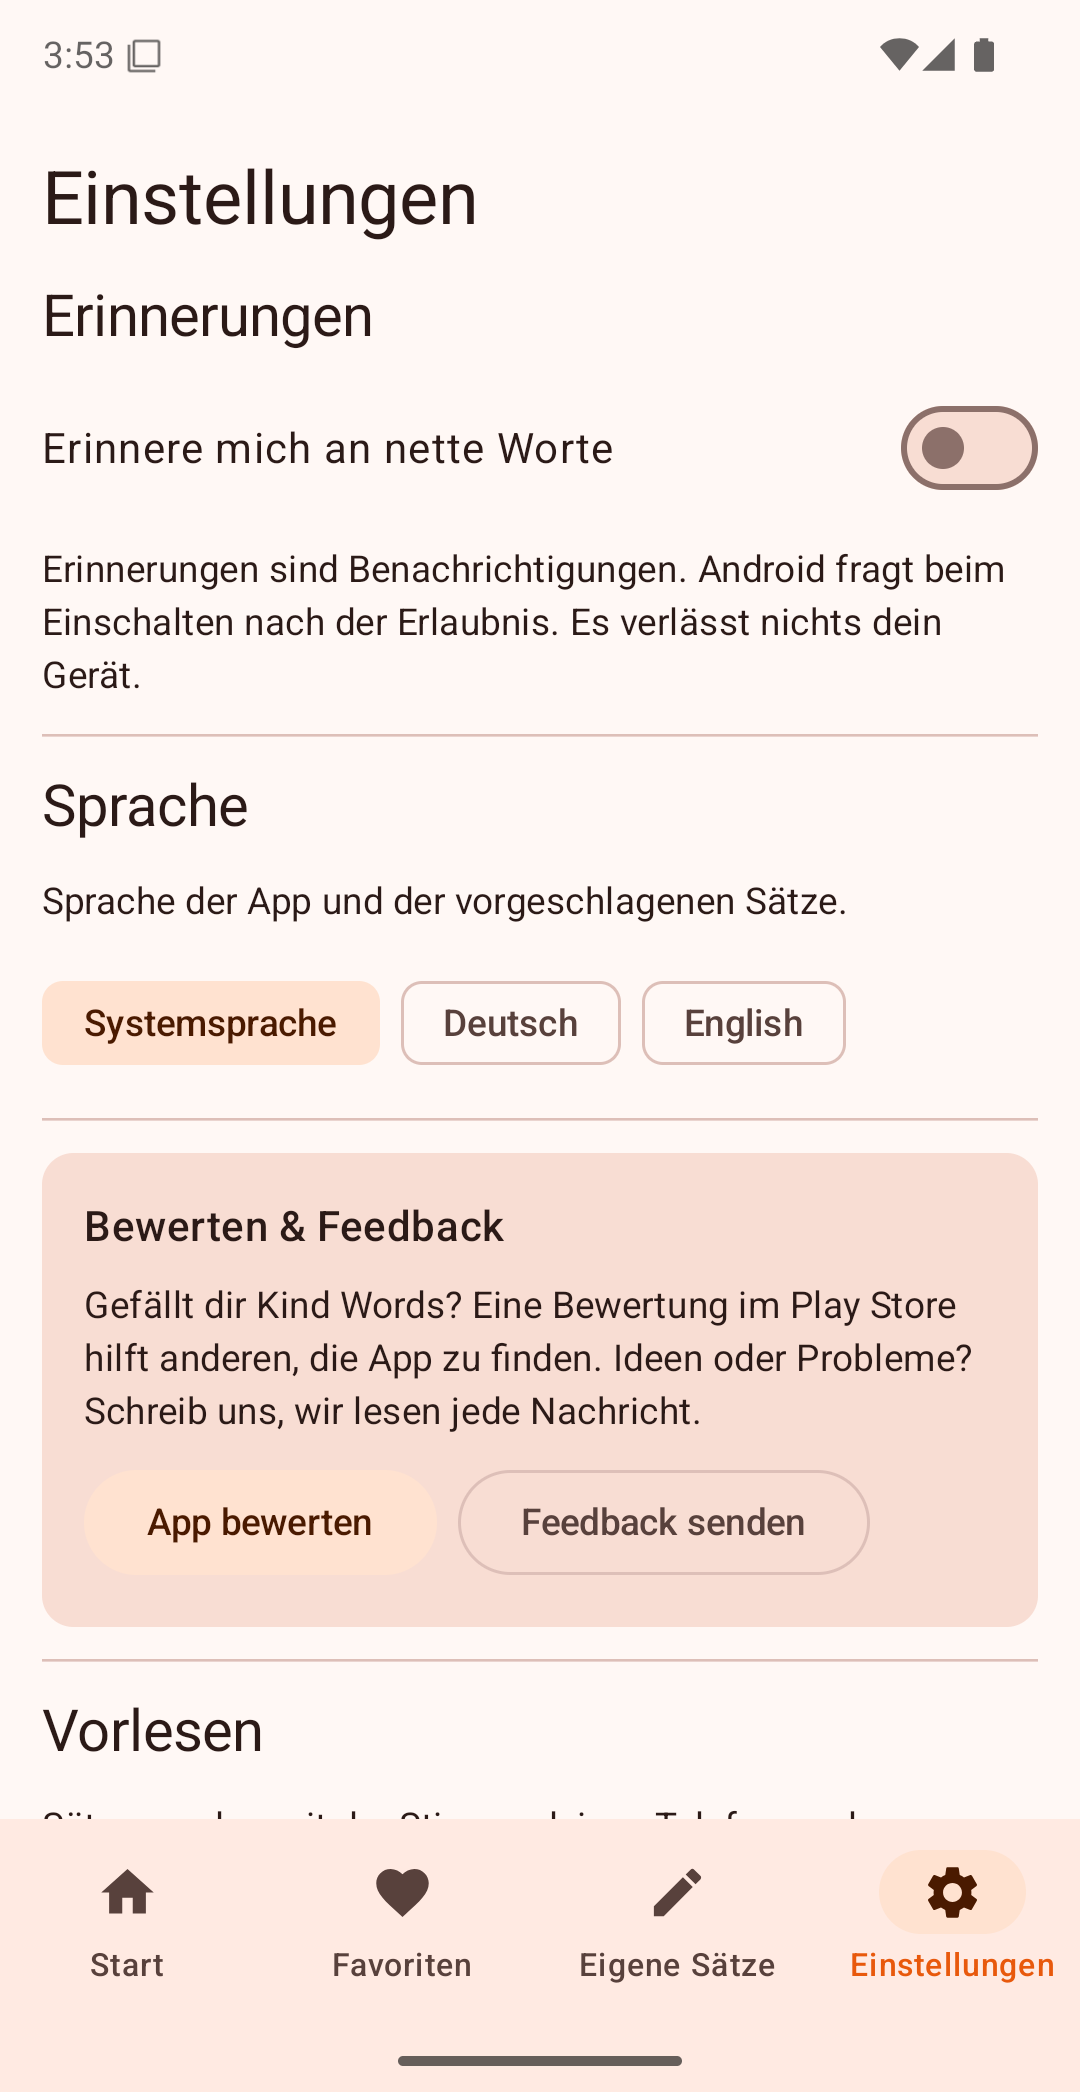 3:53
Einstellungen
Erinnerungen
Erinnere mich an nette Worte
Erinnerungen sind Benachrichtigungen. Android fragt beim
Einschalten nach der Erlaubnis. Es verlässt nichts dein
Gerät.
Sprache
Sprache der App und der vorgeschlagenen Sätze.
Systemsprache
Deutsch
English
Bewerten & Feedback
Gefällt dir Kind Words? Eine Bewertung im Play Store
hilft anderen, die App zu finden. Ideen oder Probleme?
Schreib uns, wir lesen jede Nachricht.
App bewerten
Feedback senden
Vorlesen
Start
Favoriten
Eigene Sätze
Einstellungen